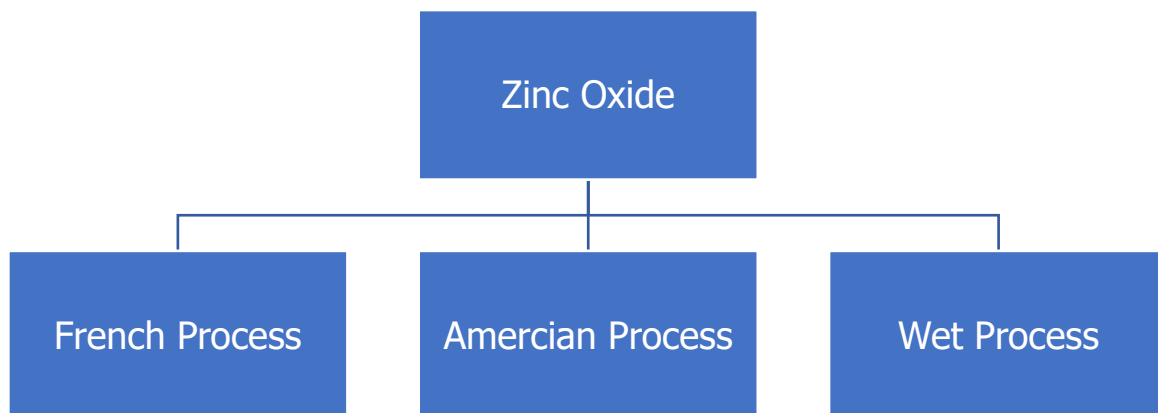 Zinc Oxide
French Process
Amercian Process
Wet Process